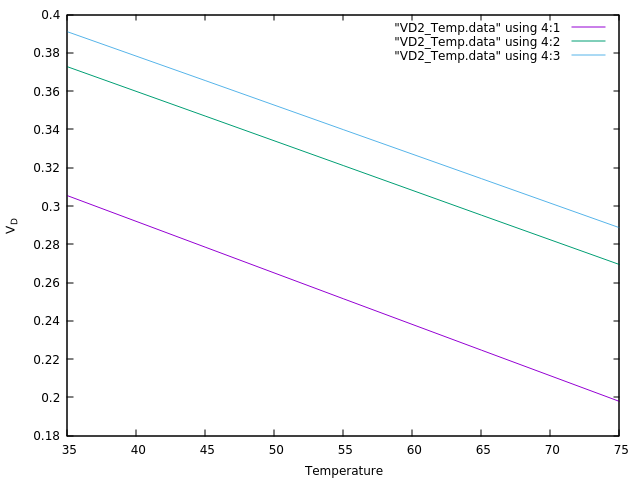 "VD2_Temp.data" using 4:1
"VD2_Temp.data" using 4:2
"VD2_Temp.data" using 4:3
0.4
0.38
0.36
0.34
0.32
0.3
0.28
0.26
0.24
0.22
0.2
0.18
V_D
35 40 45 50 55 60 65 70 75
Temperature